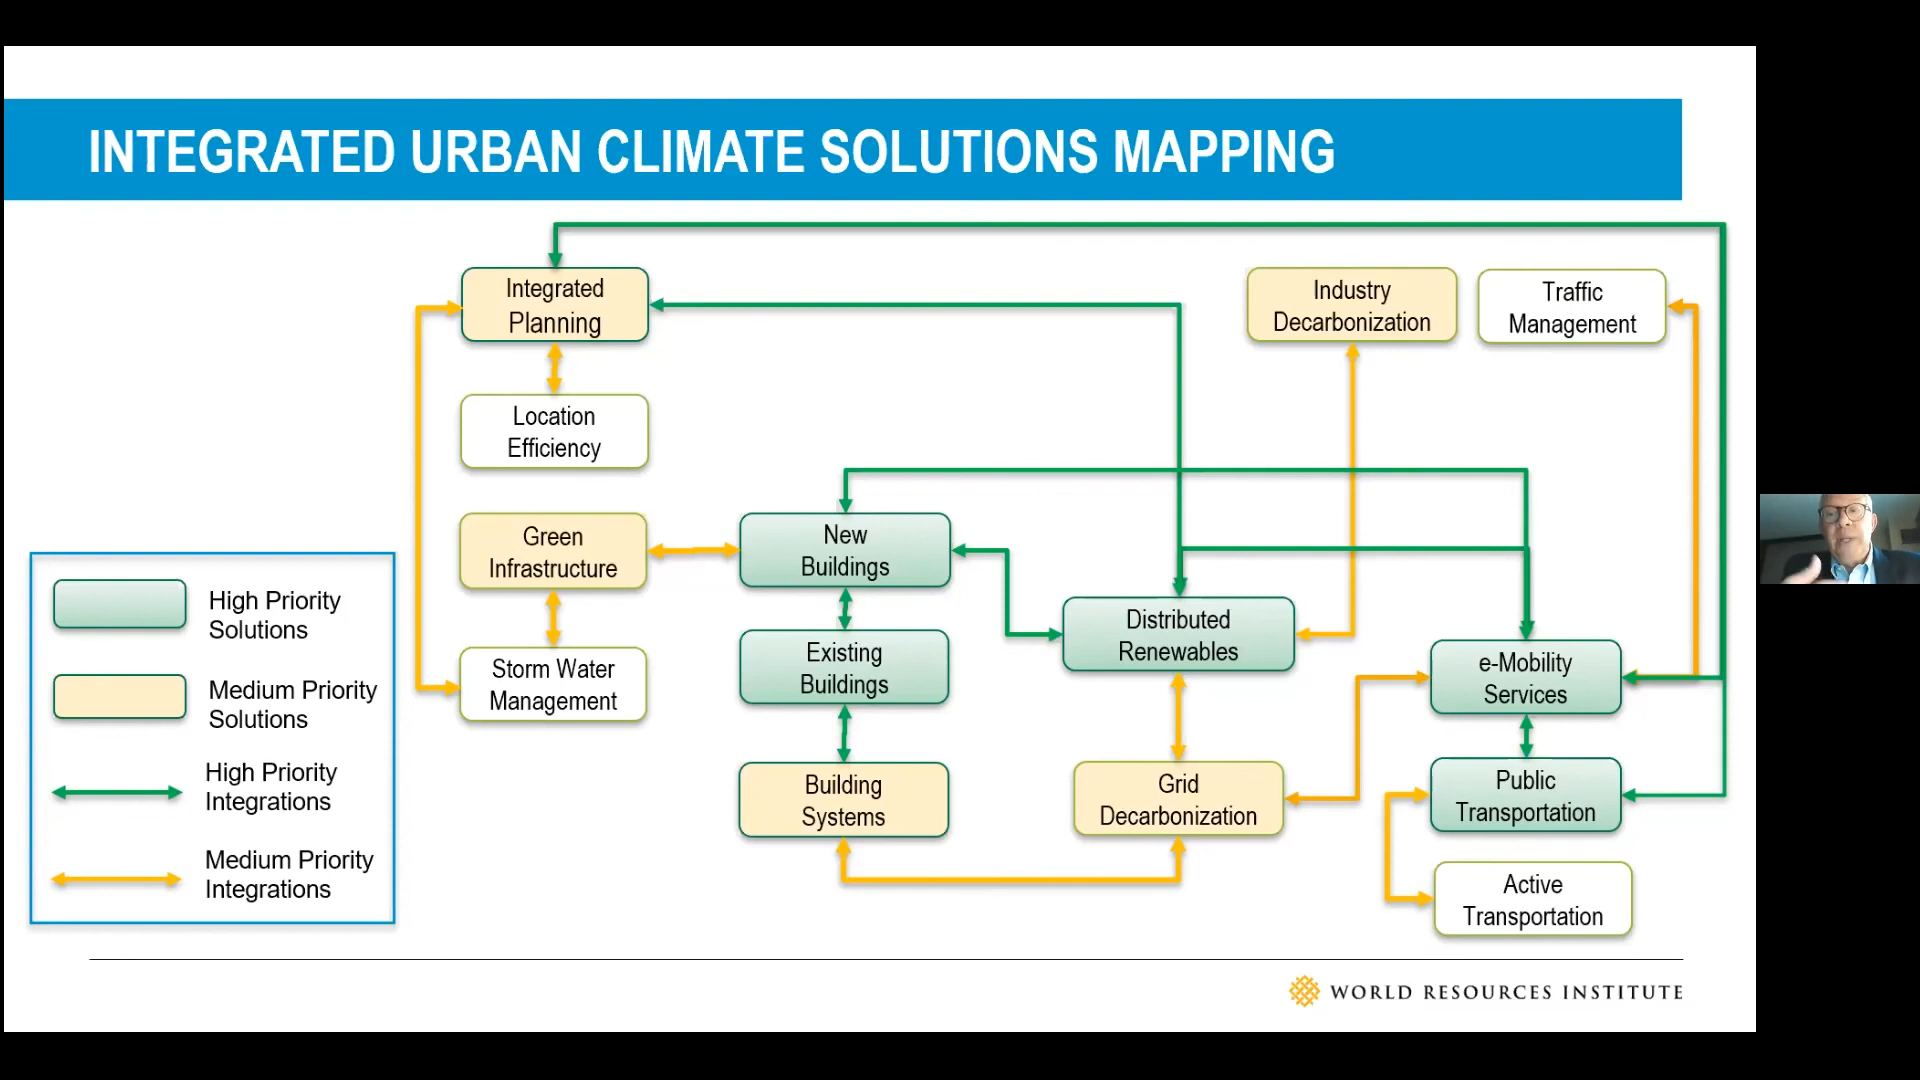 INTEGRATED URBAN CLIMATE SOLUTIONS MAPPING
Integrated
Planning
Industry
Decarbonization
Traffic
Management
Location
Efficiency
Green
Infrastructure
New
Buildings
Storm Water
Management
Existing
Buildings
Distributed
Renewables
e-Mobility
Services
Building
Systems
Grid
Decarbonization
Public
Transportation
Active
Transportation
High Priority
Solutions
Medium Priority
Solutions
High Priority
Integrations
Medium Priority
Integrations
WORLD RESOURCES INSTITUTE